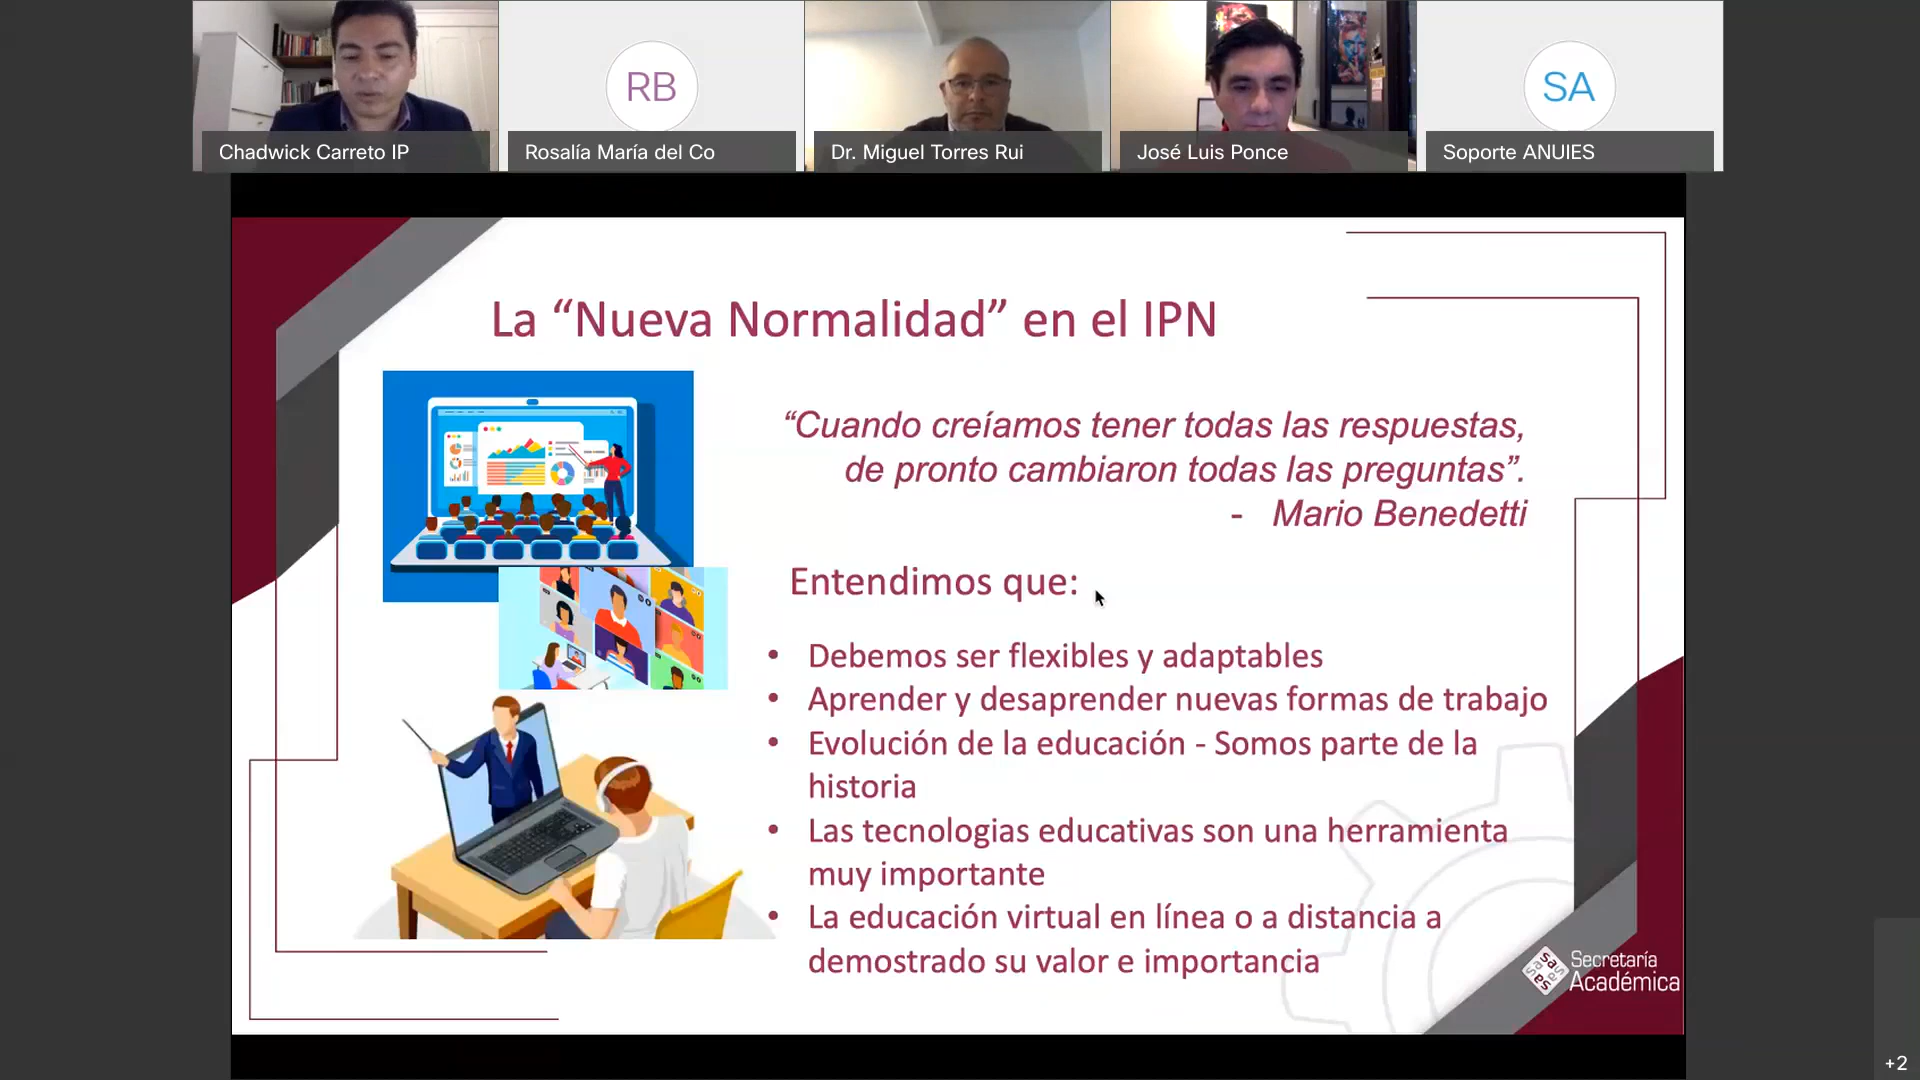 RB
SA
Chadwick Carreto IP
Rosalía María del Co
Dr. Miguel Torres Rui
José Luis Ponce
Soporte ANUIES
La “Nueva Normalidad” en el IPN
“Cuando creíamos tener todas las respuestas,
de pronto cambiaron todas las preguntas”.
- Mario Benedetti
Entendimos que:
• Debemos ser flexibles y adaptables
• Aprender y desaprender nuevas formas de trabajo
• Evolución de la educación - Somos parte de la
historia
• Las tecnologias educativas son una herramienta
muy importante
• La educación virtual en línea o a distancia a
demostrado su valor e importancia
Secretaría
Académica
+2